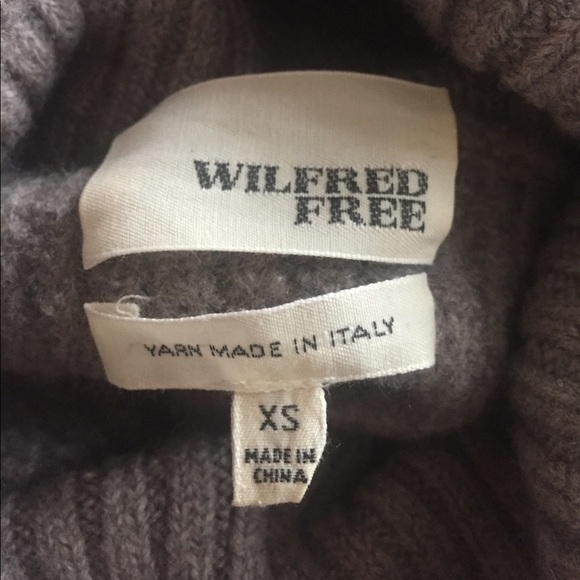 WILFRED
FREE
YARN MADE IN ITALY
XS
MADE IN
CHINA